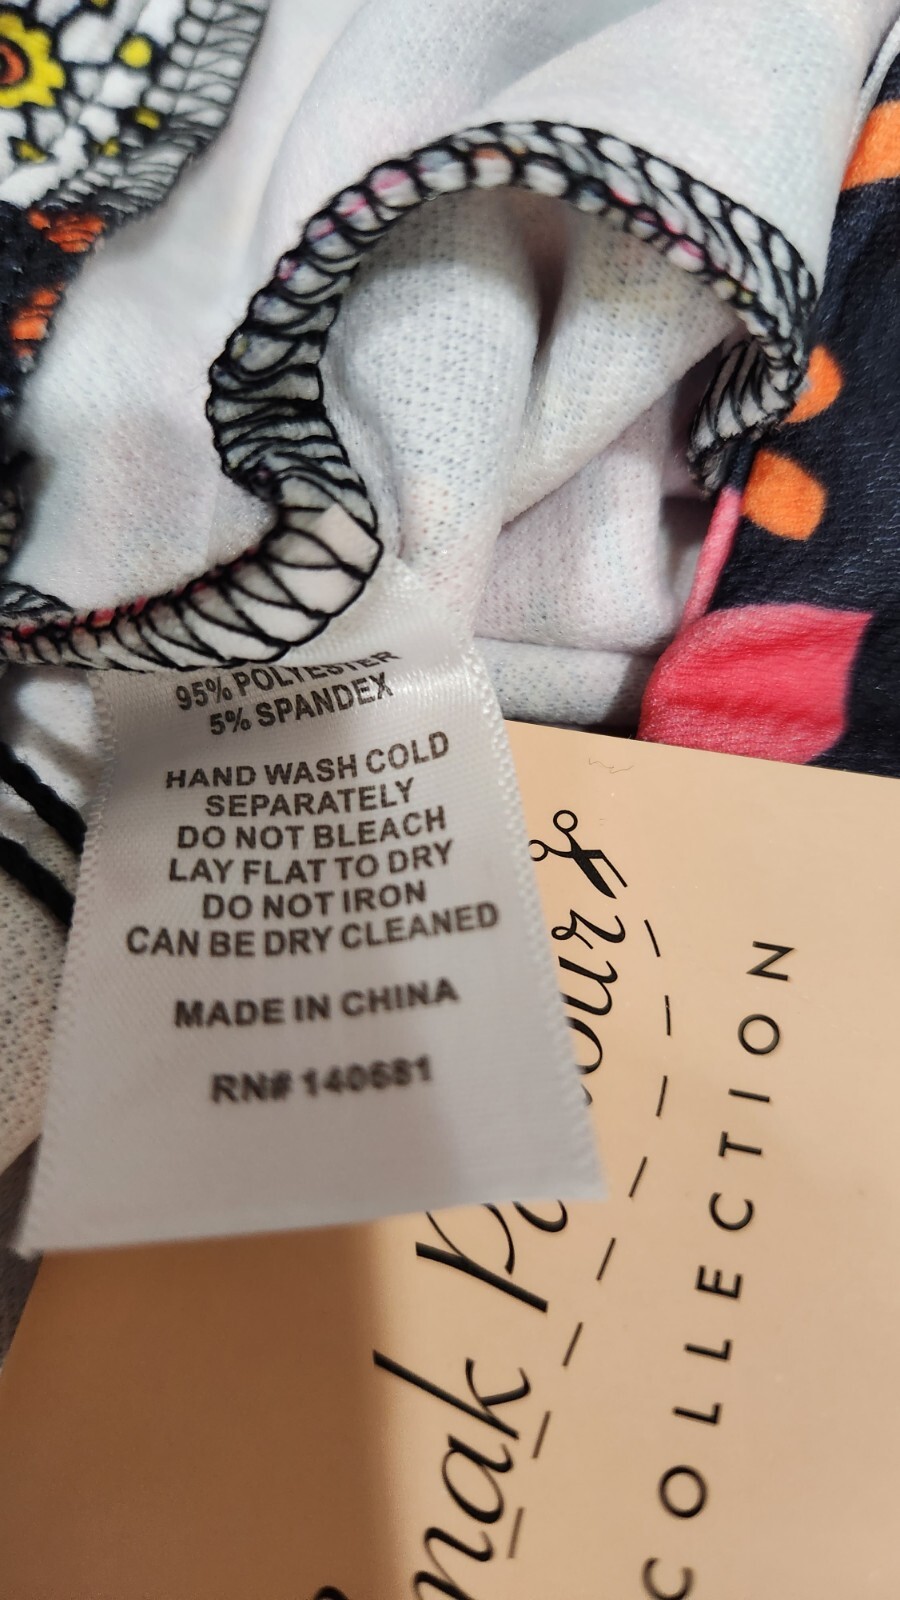 95% POLYESTER
5% SPANDEX
HAND WASH COLD
SEPARATELY
DO NOT BLEACH
LAY FLAT TO DRY
DO NOT IRON
CAN BE DRY CLEANED
MADE IN CHINA
RN# 140681
COLLECTION